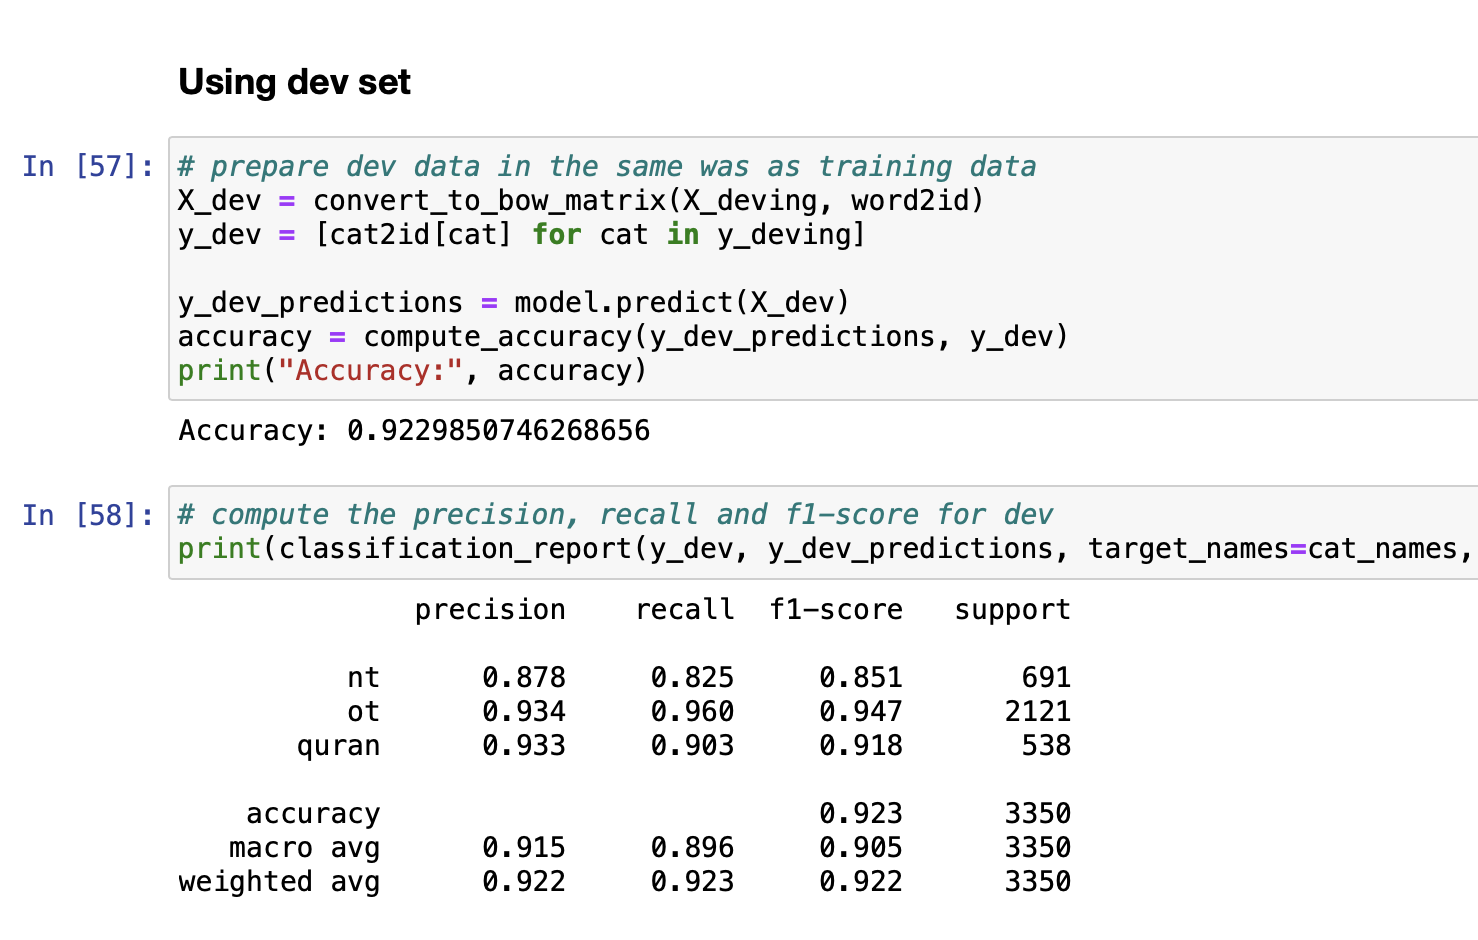 Using dev set
In [57]:
# prepare dev data in the same was as training data
X_dev = convert_to_bow_matrix(X_deving, word2id)
y_dev = [cat2id[cat] for cat in y_deving]
y_dev_predictions = model.predict(X_dev)
accuracy = compute_accuracy(y_dev_predictions, y_dev)
print("Accuracy:", accuracy)
Accuracy: 0.9229850746268656
In [58]:
# compute the precision, recall and f1-score for dev
print(classification_report(y_dev, y_dev_predictions, target_names=cat_names,
precision recall f1-score support
nt 0.878 0.825 0.851 691
ot 0.934 0.960 0.947 2121
quran 0.933 0.903 0.918 538
accuracy 0.923 3350
macro avg 0.915 0.896 0.905 3350
weighted avg 0.922 0.923 0.922 3350